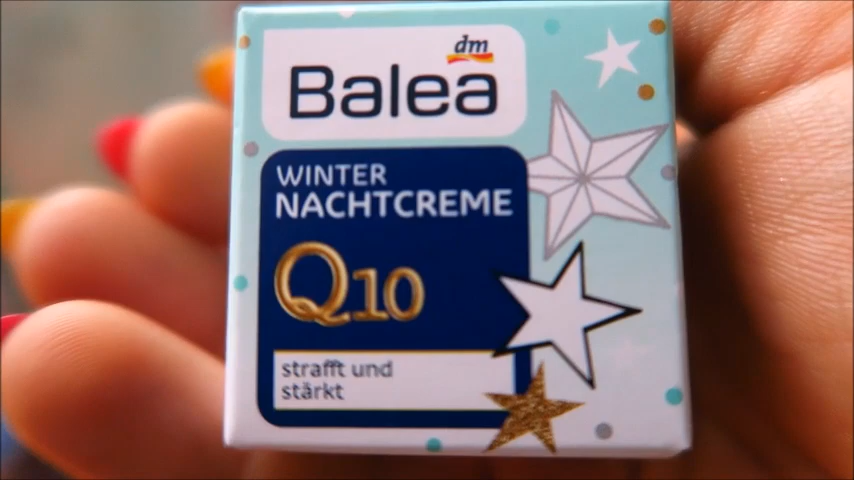 dm
Balea
WINTER
NACHTCREME
Q10
strafft und
stärkt